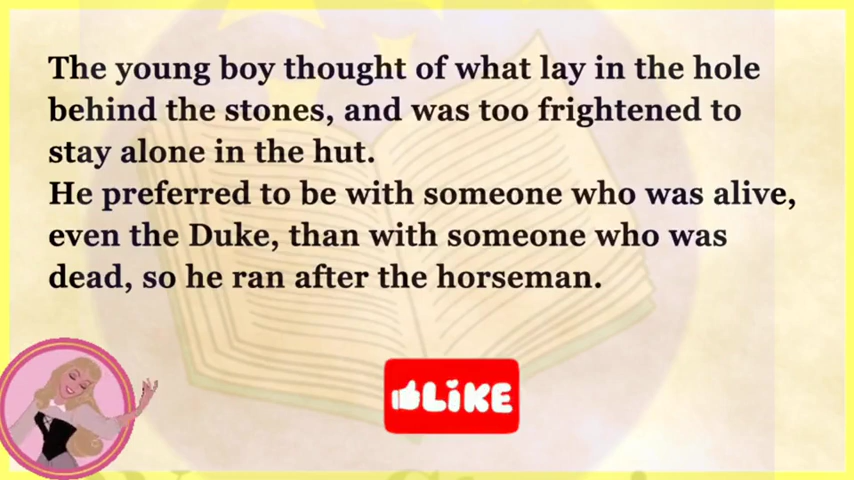 The young boy thought of what lay in the hole
behind the stones, and was too frightened to
stay alone in the hut.
He preferred to be with someone who was alive,
even the Duke, than with someone who was
dead, so he ran after the horseman.
LiKE